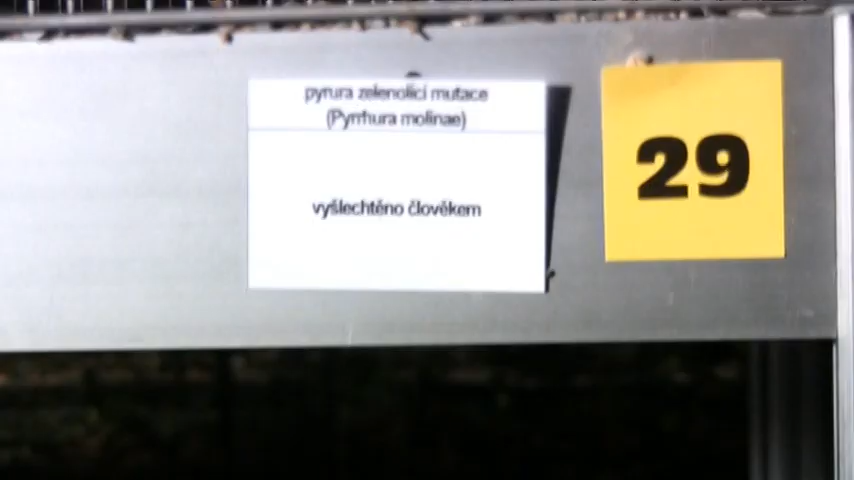 pyrura zelenolící mutace
(Pyrrhura molinae)
vyšlechtěno člověkem
29